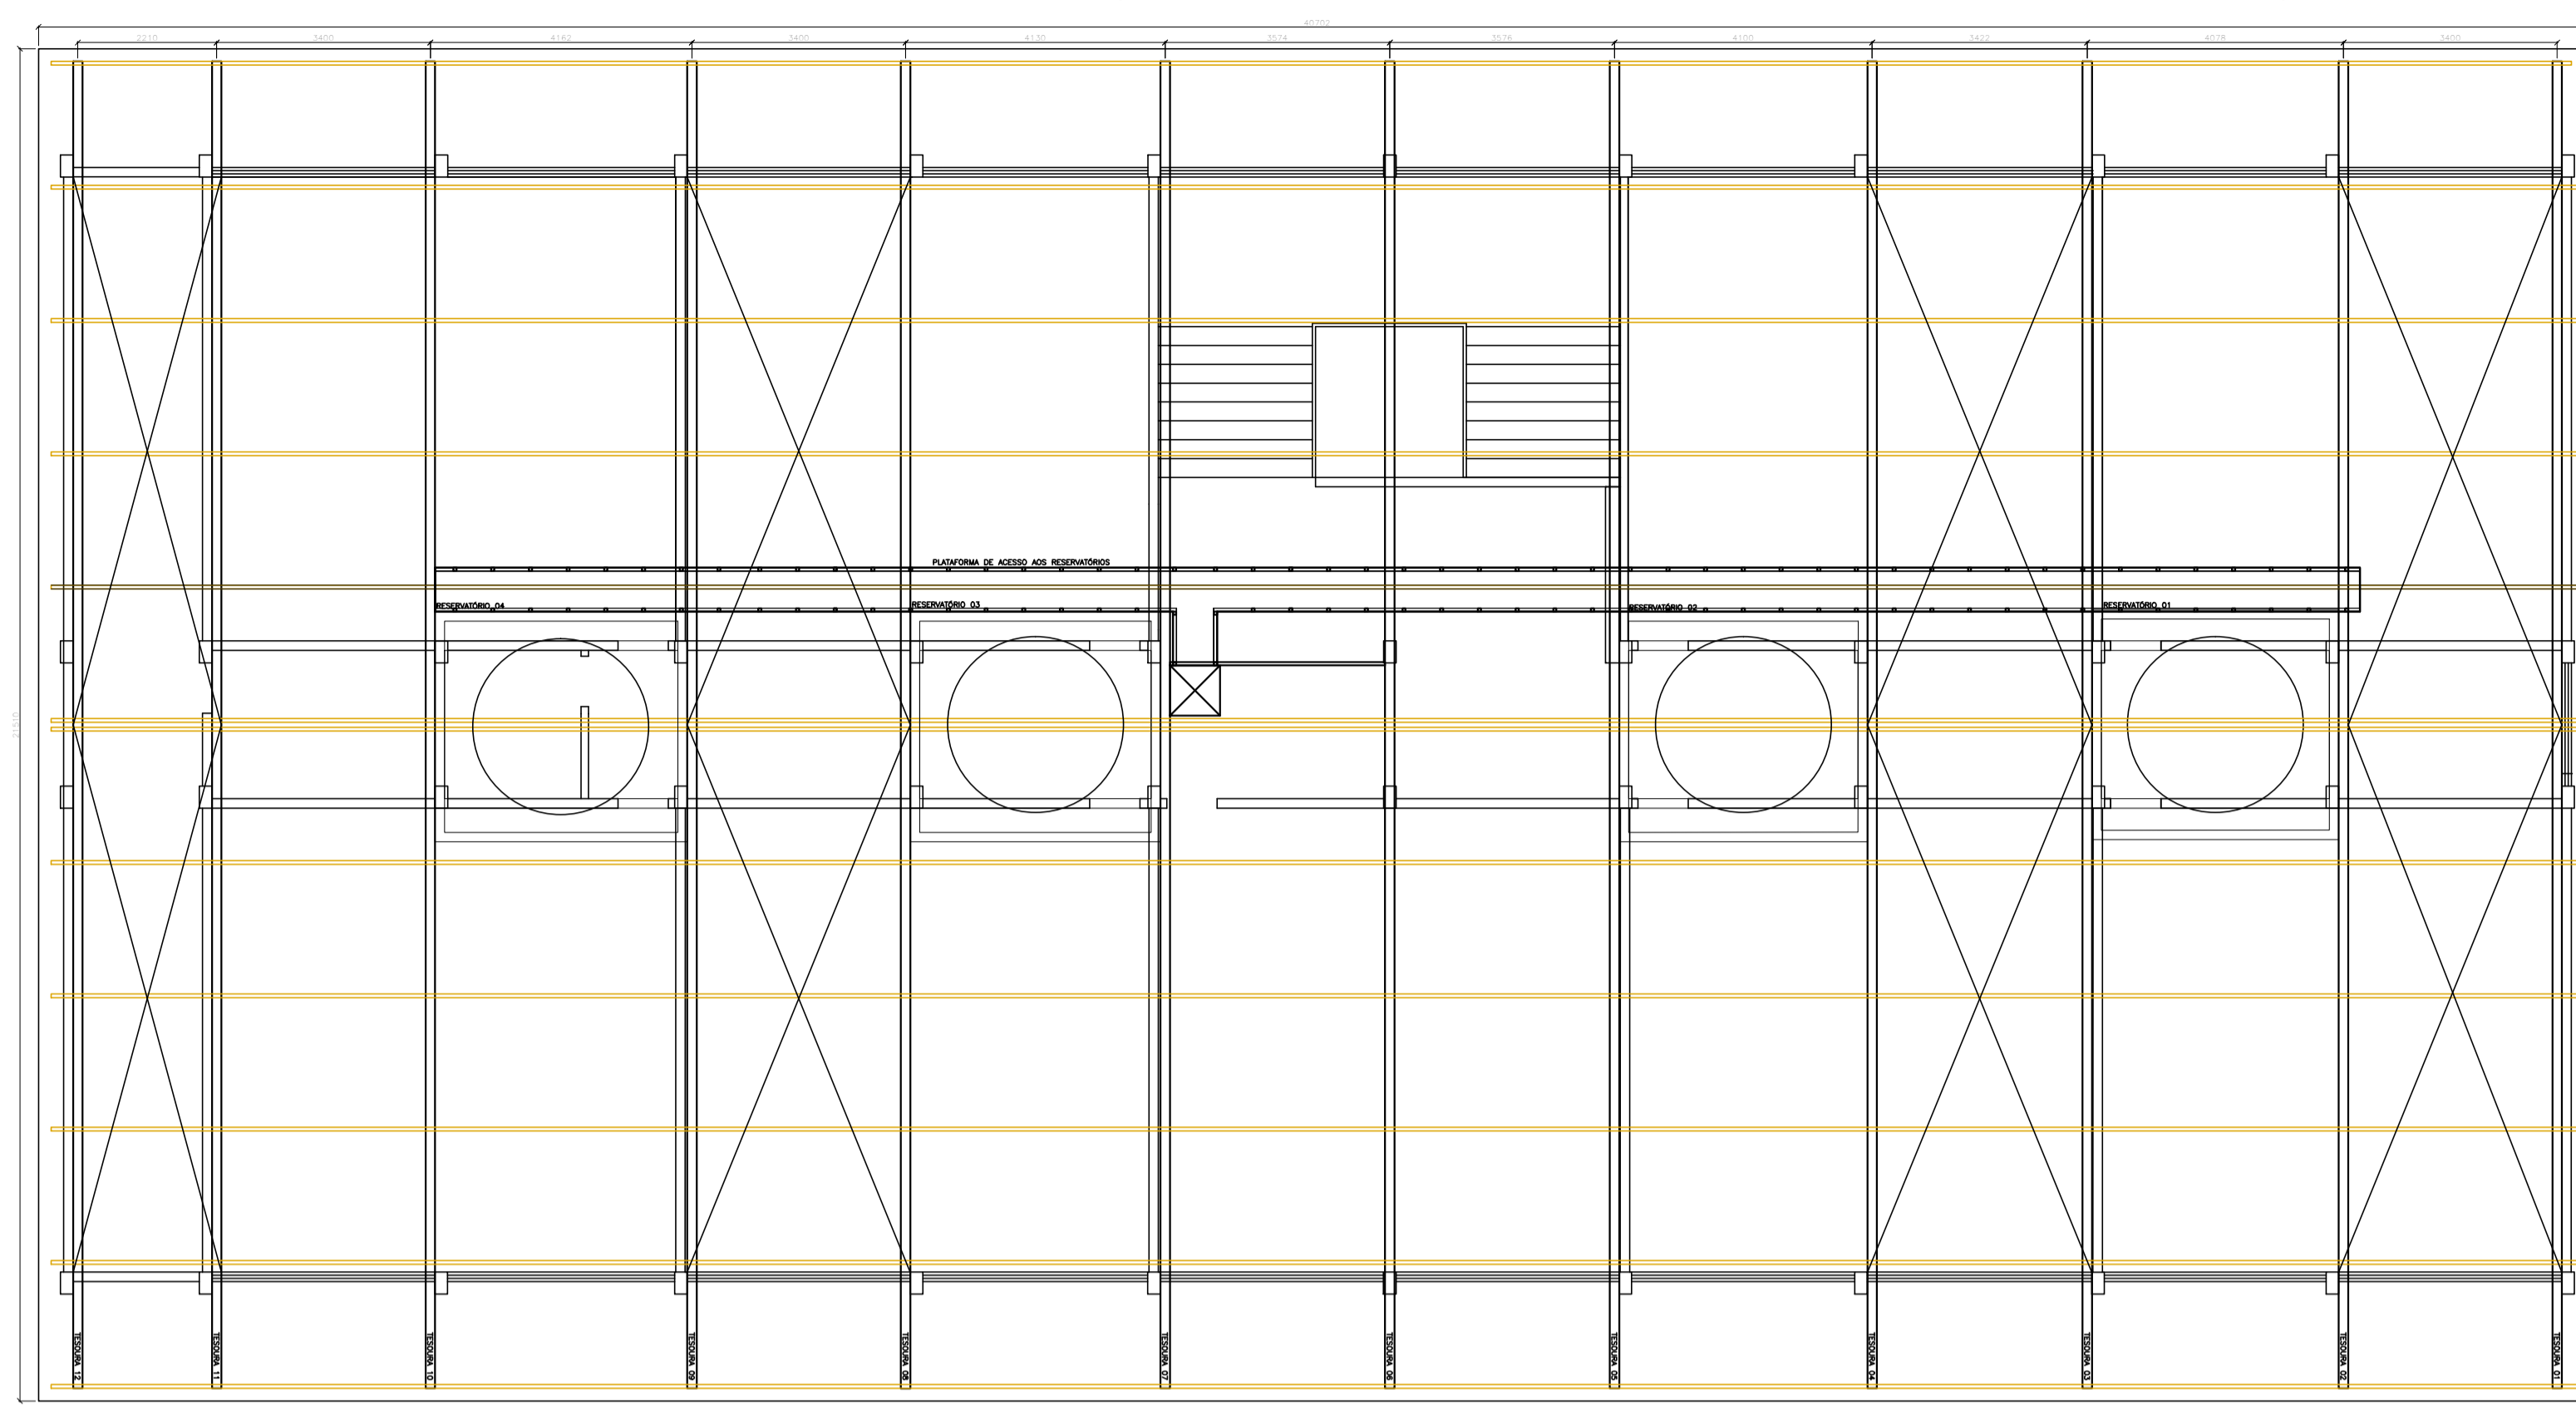 40702
2210
3400
4162
3400
4130
3574
3576
4100
3422
4078
3400
PLATAFORMA DE ACESSO AOS RESERVATÓRIOS
RESERVATÓRIO 04
RESERVATÓRIO 03
RESERVATÓRIO 02
RESERVATÓRIO 01
21510
TESOURA 12
TESOURA 11
TESOURA 10
TESOURA 09
TESOURA 08
TESOURA 07
TESOURA 06
TESOURA 05
TESOURA 04
TESOURA 03
TESOURA 02
TESOURA 01